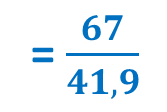 = 67/41,9